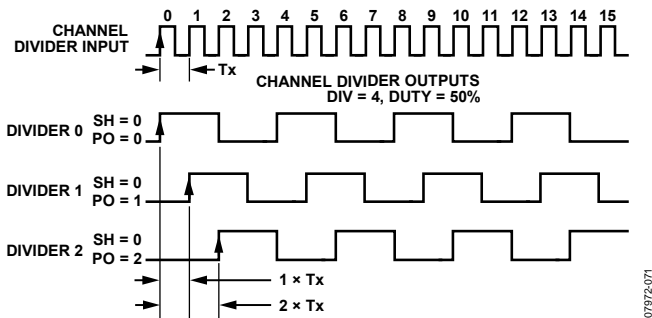 0 1 2 3 4 5 6 7 8 9 10 11 12 13 14 15
CHANNEL
DIVIDER INPUT
Tx
CHANNEL DIVIDER OUTPUTS
DIV = 4, DUTY = 50%
DIVIDER 0 SH = 0
PO = 0
DIVIDER 1 SH = 0
PO = 1
DIVIDER 2 SH = 0
PO = 2
1 × Tx
2 × Tx
07972-071